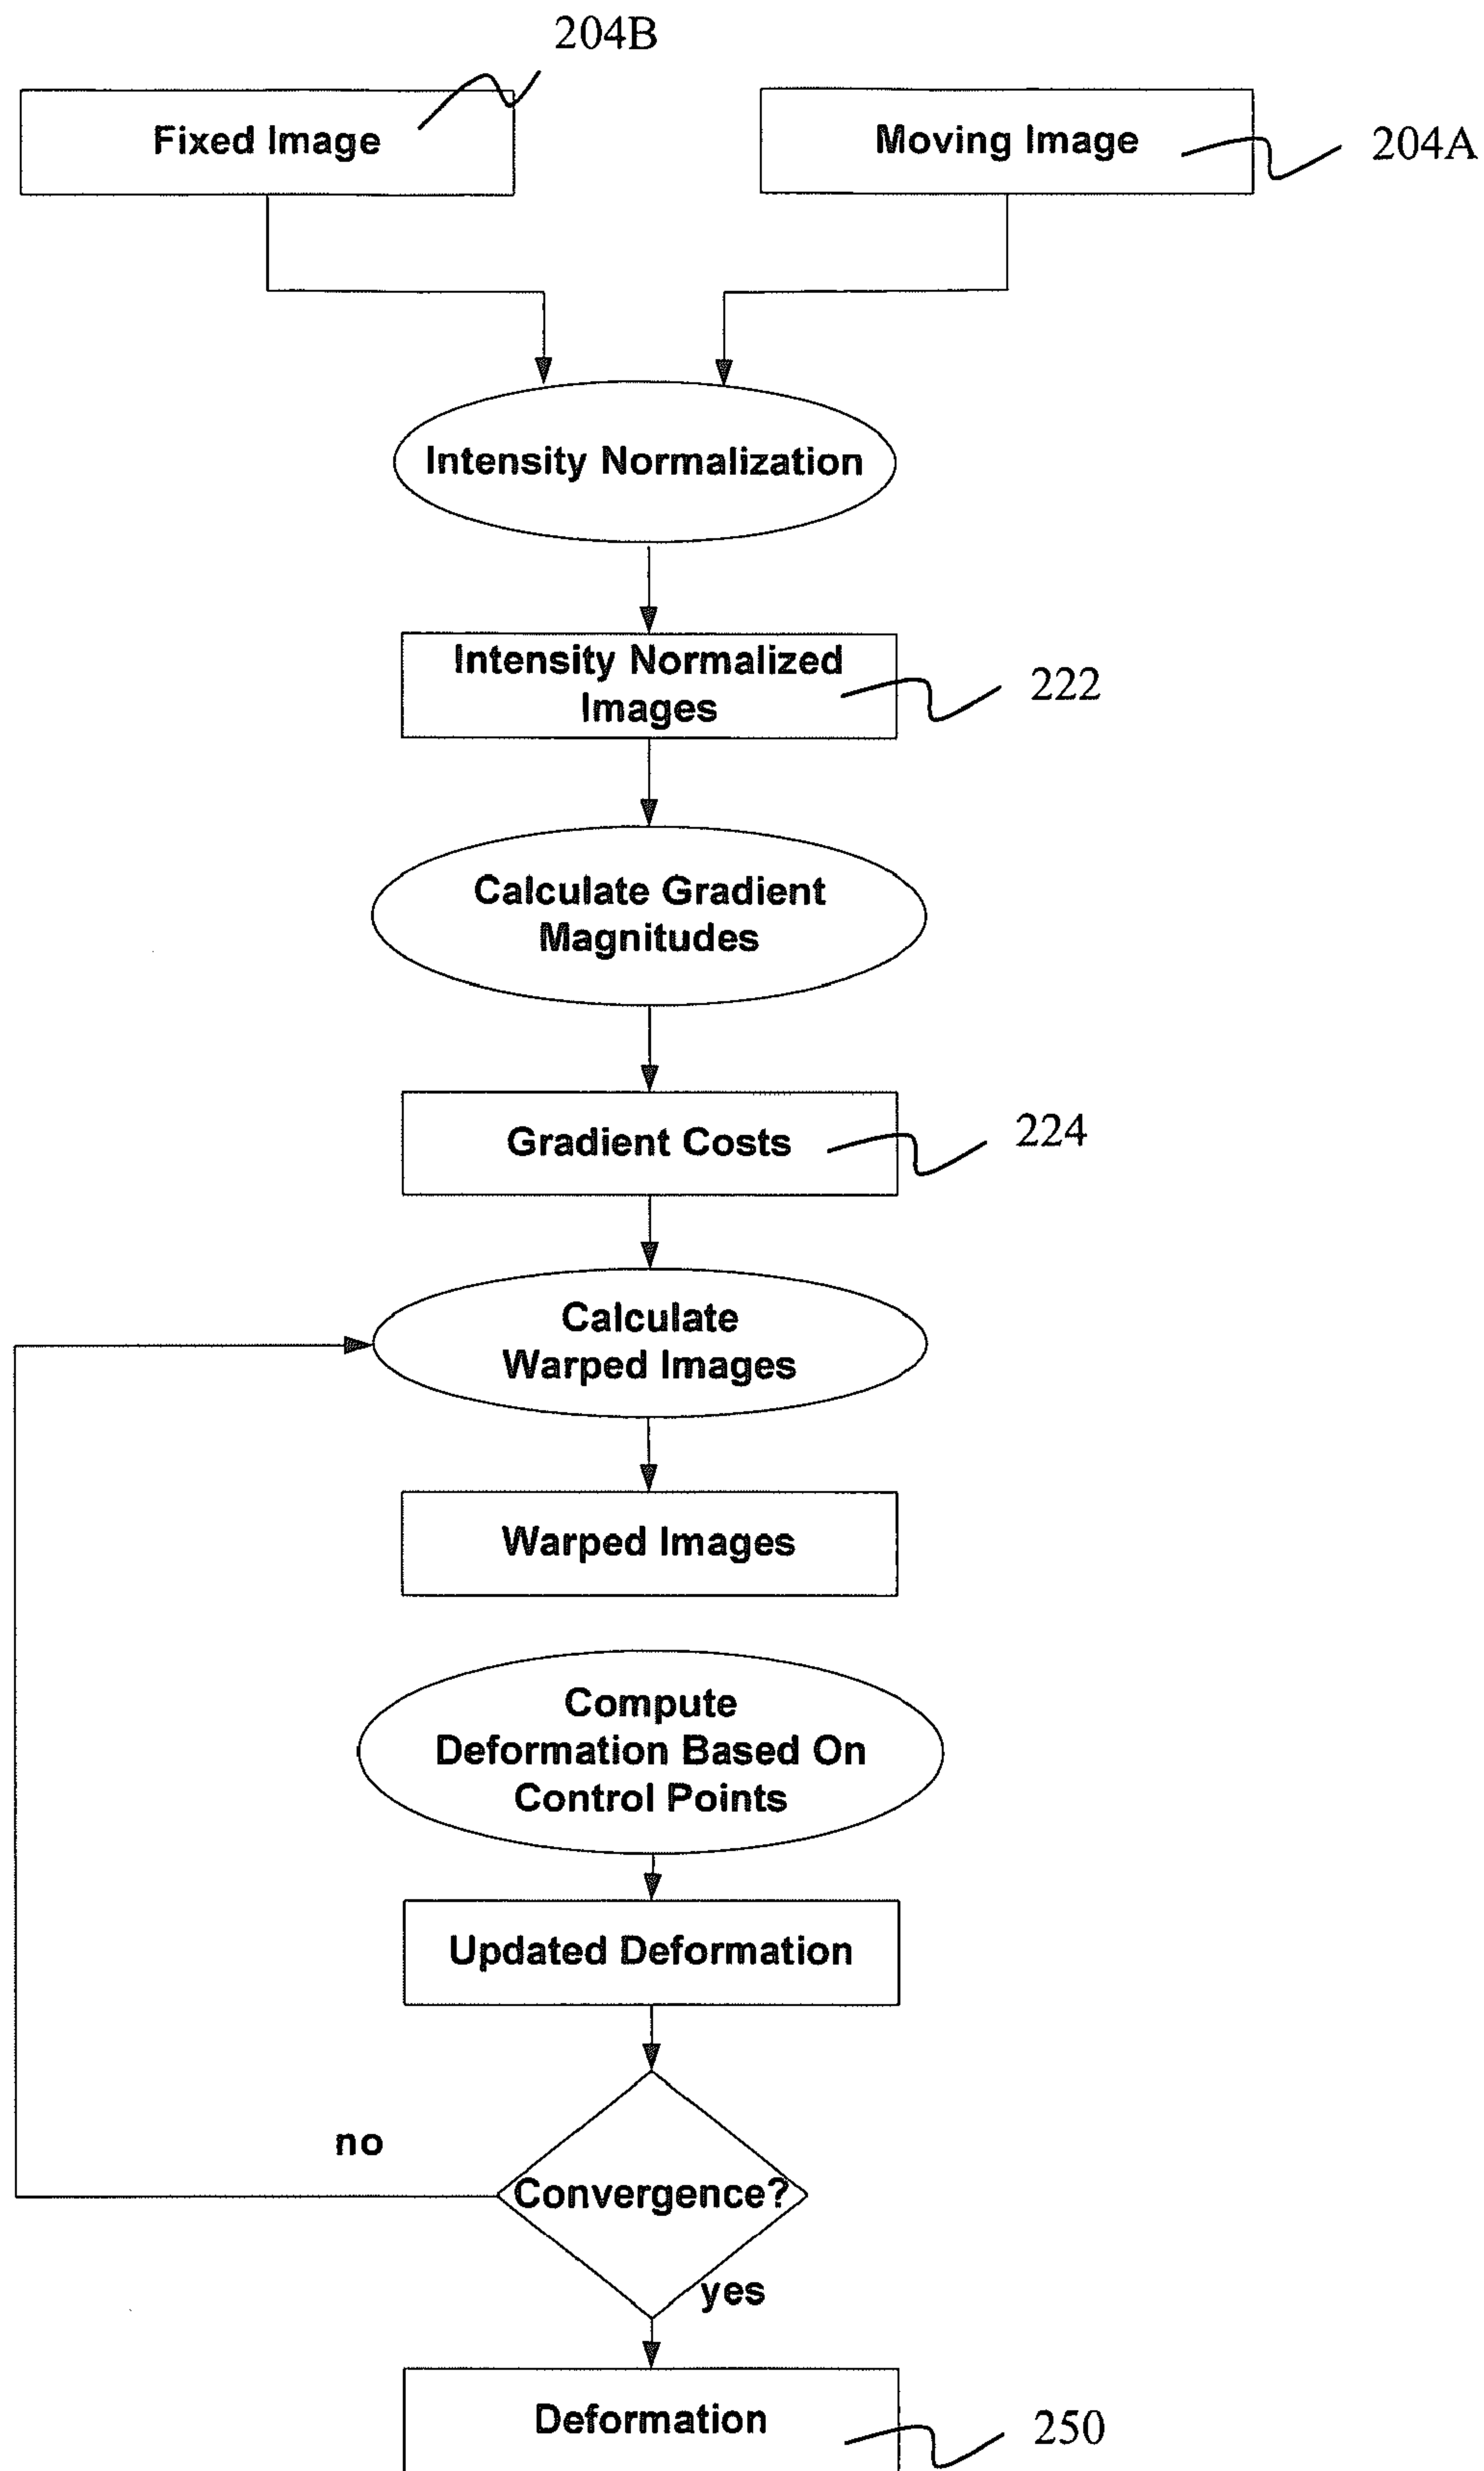 204B
Fixed Image
Moving Image
204A
Intensity Normalization
Intensity Normalized
Images
222
Calculate Gradient
Magnitudes
Gradient Costs
224
Calculate
Warped Images
Warped Images
Compute
Deformation Based On
Control Points
Updated Deformation
no
Convergence?
yes
Deformation
250